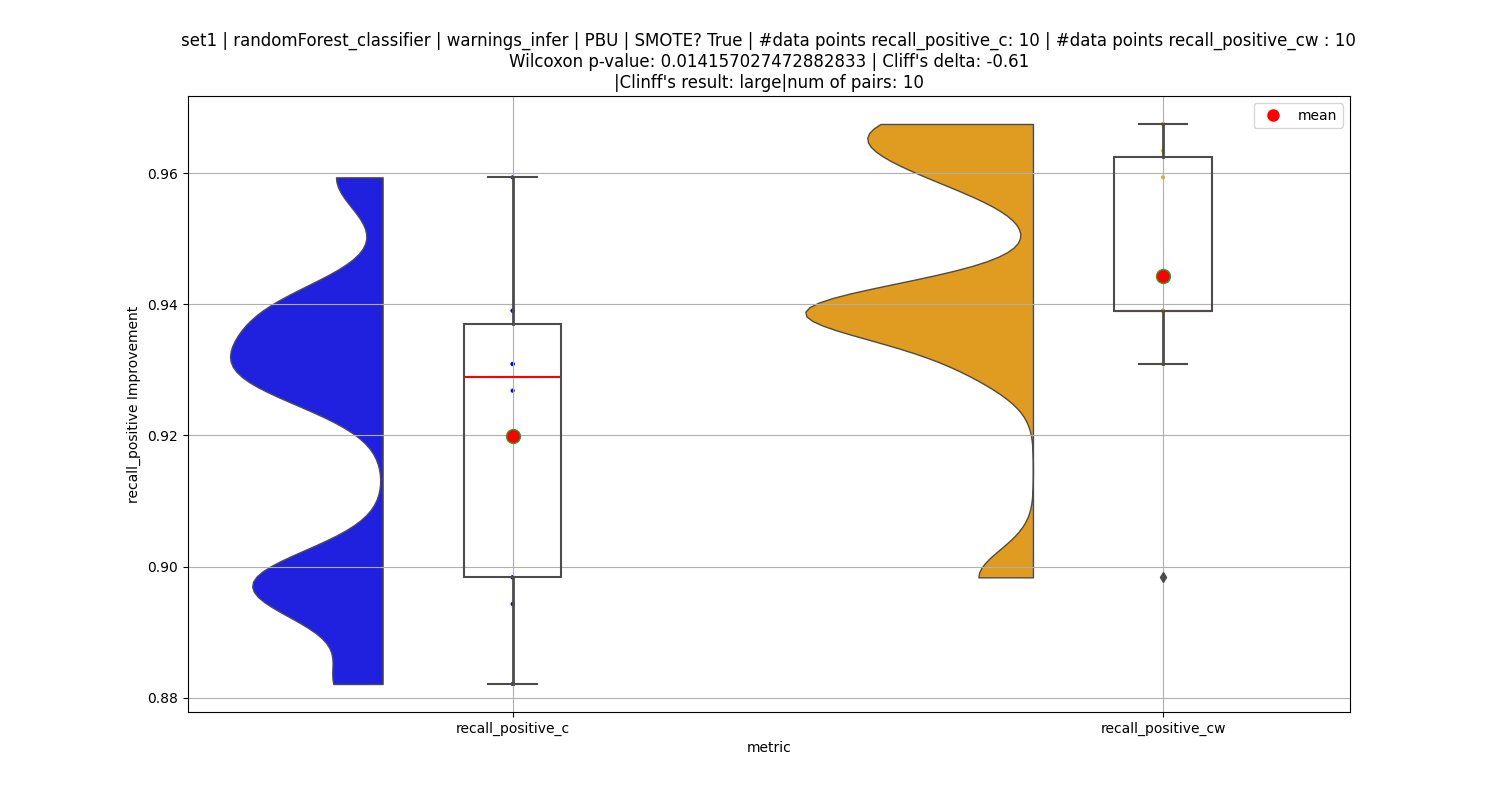 set1 | randomForest_classifier | warnings_infer | PBU | SMOTE? True | #data points recall_positive_c: 10 | #data points recall_positive_cw : 10
Wilcoxon p-value: 0.014157027472882833 | Cliff's delta: -0.61
|Clinff's result: large|num of pairs: 10
mean
0.96
0.94
0.92
0.90
0.88
recall_positive Improvement
recall_positive_c
recall_positive_cw
metric